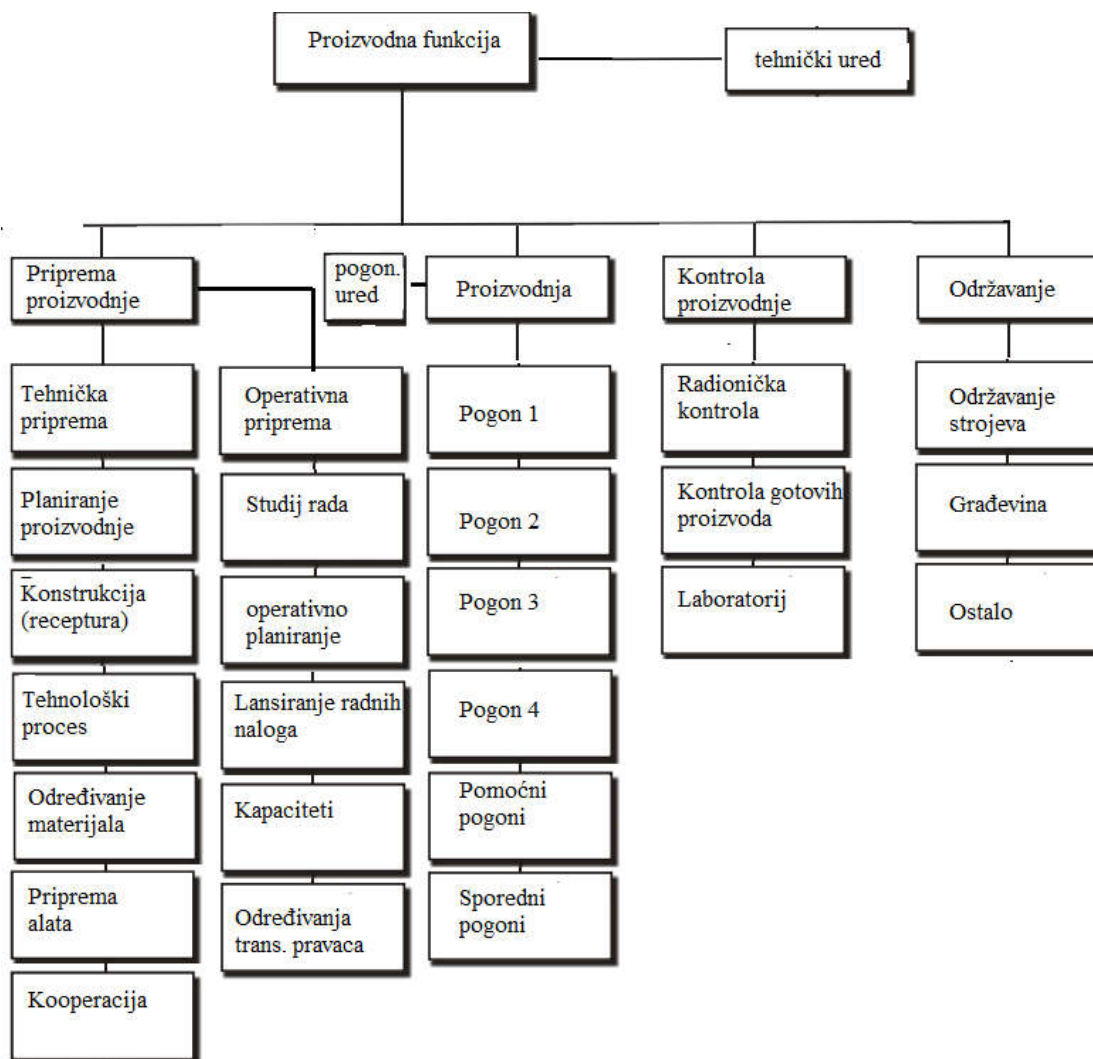 Proizvodna funkcija
tehnički ured
Priprema
proizvodnje
pogon.
ured
Proizvodnja
Kontrola
proizvodnje
Održavanje
Tehnička
priprema
Planiranje
proizvodnje
Konstrukcija
(receptura)
Tehnološki
proces
Određivanje
materijala
Priprema
alata
Kooperacija
Operativna
priprema
Studij rada
operativno
planiranje
Lansiranje radnih
naloga
Kapaciteti
Određivanja
trans. pravaca
Pogon 1
Pogon 2
Pogon 3
Pogon 4
Pomoćni
pogoni
Sporedni
pogoni
Radionička
kontrola
Kontrola gotovih
proizvoda
Laboratorij
Održavanje
strojeva
Građevina
Ostalo